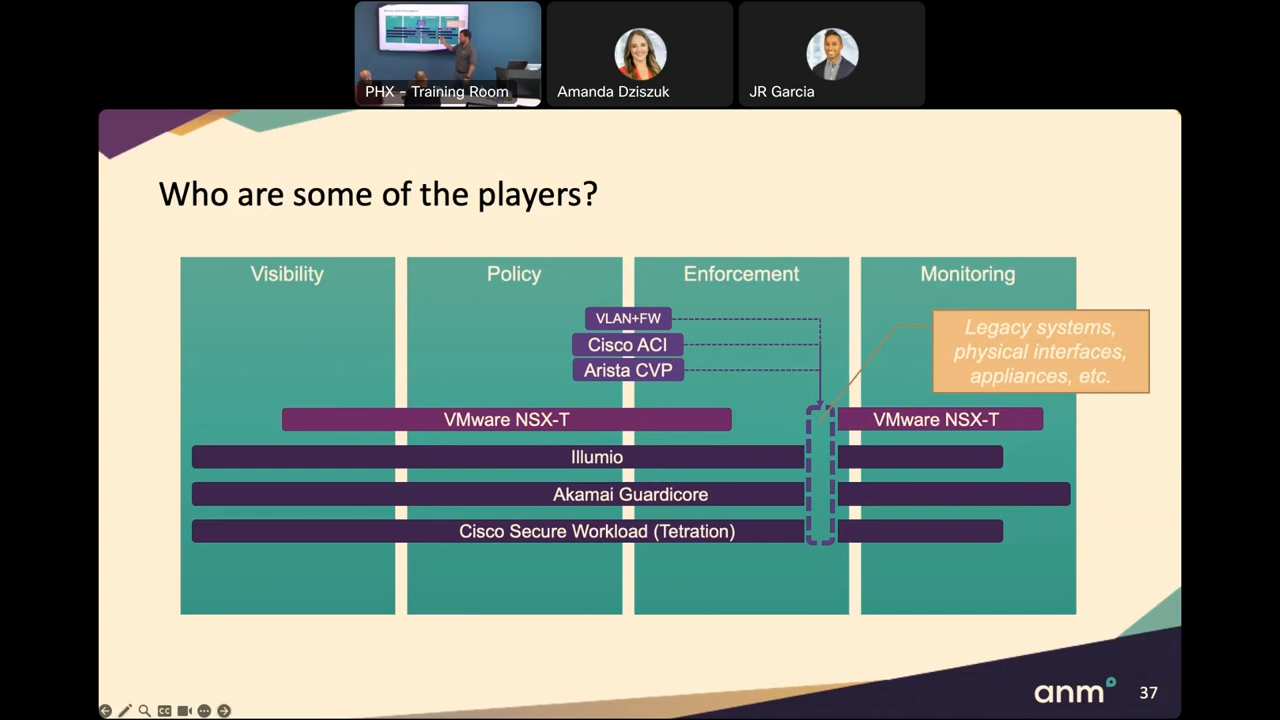 PHX - Training Room
Amanda Dziszuk
JR Garcia
Who are some of the players?
Visibility
Policy
Enforcement
Monitoring
VLAN+FW
Cisco ACI
Arista CVP
Legacy systems,
physical interfaces,
appliances, etc.
VMware NSX-T
VMware NSX-T
Illumio
Akamai Guardicore
Cisco Secure Workload (Tetration)
anm
37